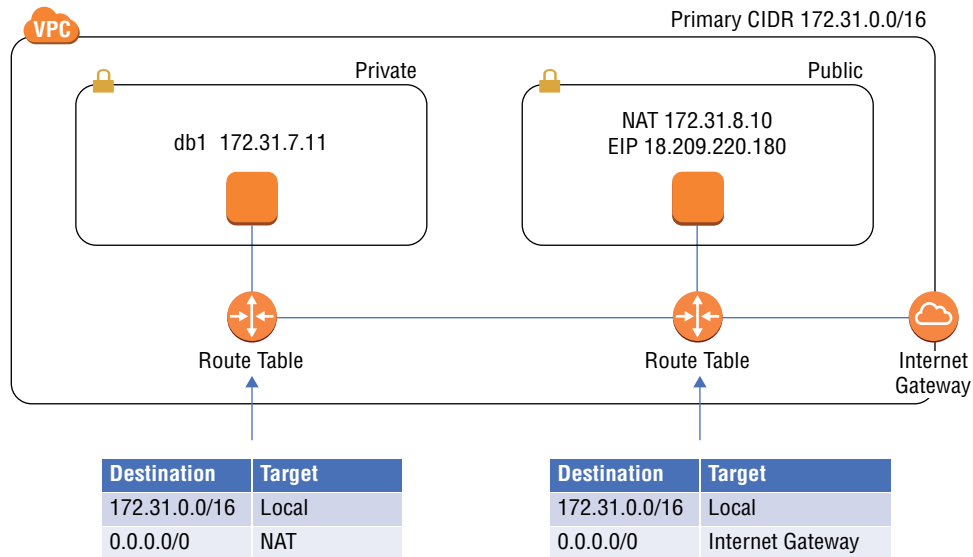 VPC
Primary CIDR 172.31.0.0/16
Private
Public
db1 172.31.7.11
NAT 172.31.8.10
EIP 18.209.220.180
Route Table
Route Table
Internet
Gateway
Destination Target
172.31.0.0/16 Local
0.0.0.0/0 NAT
Destination Target
172.31.0.0/16 Local
0.0.0.0/0 Internet Gateway